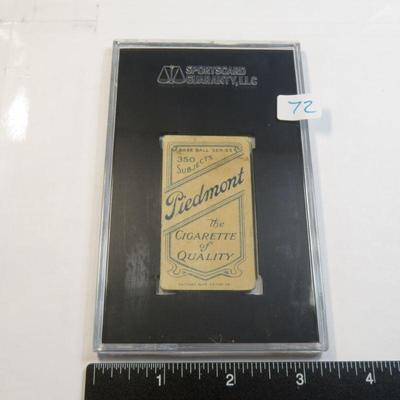 SPORTSCARD
GUARANTY, LLC
72
BASE BALL SERIES
350
SUBJECTS
Piedmont
The
CIGARETTE
of
QUALITY
1 2 3 4